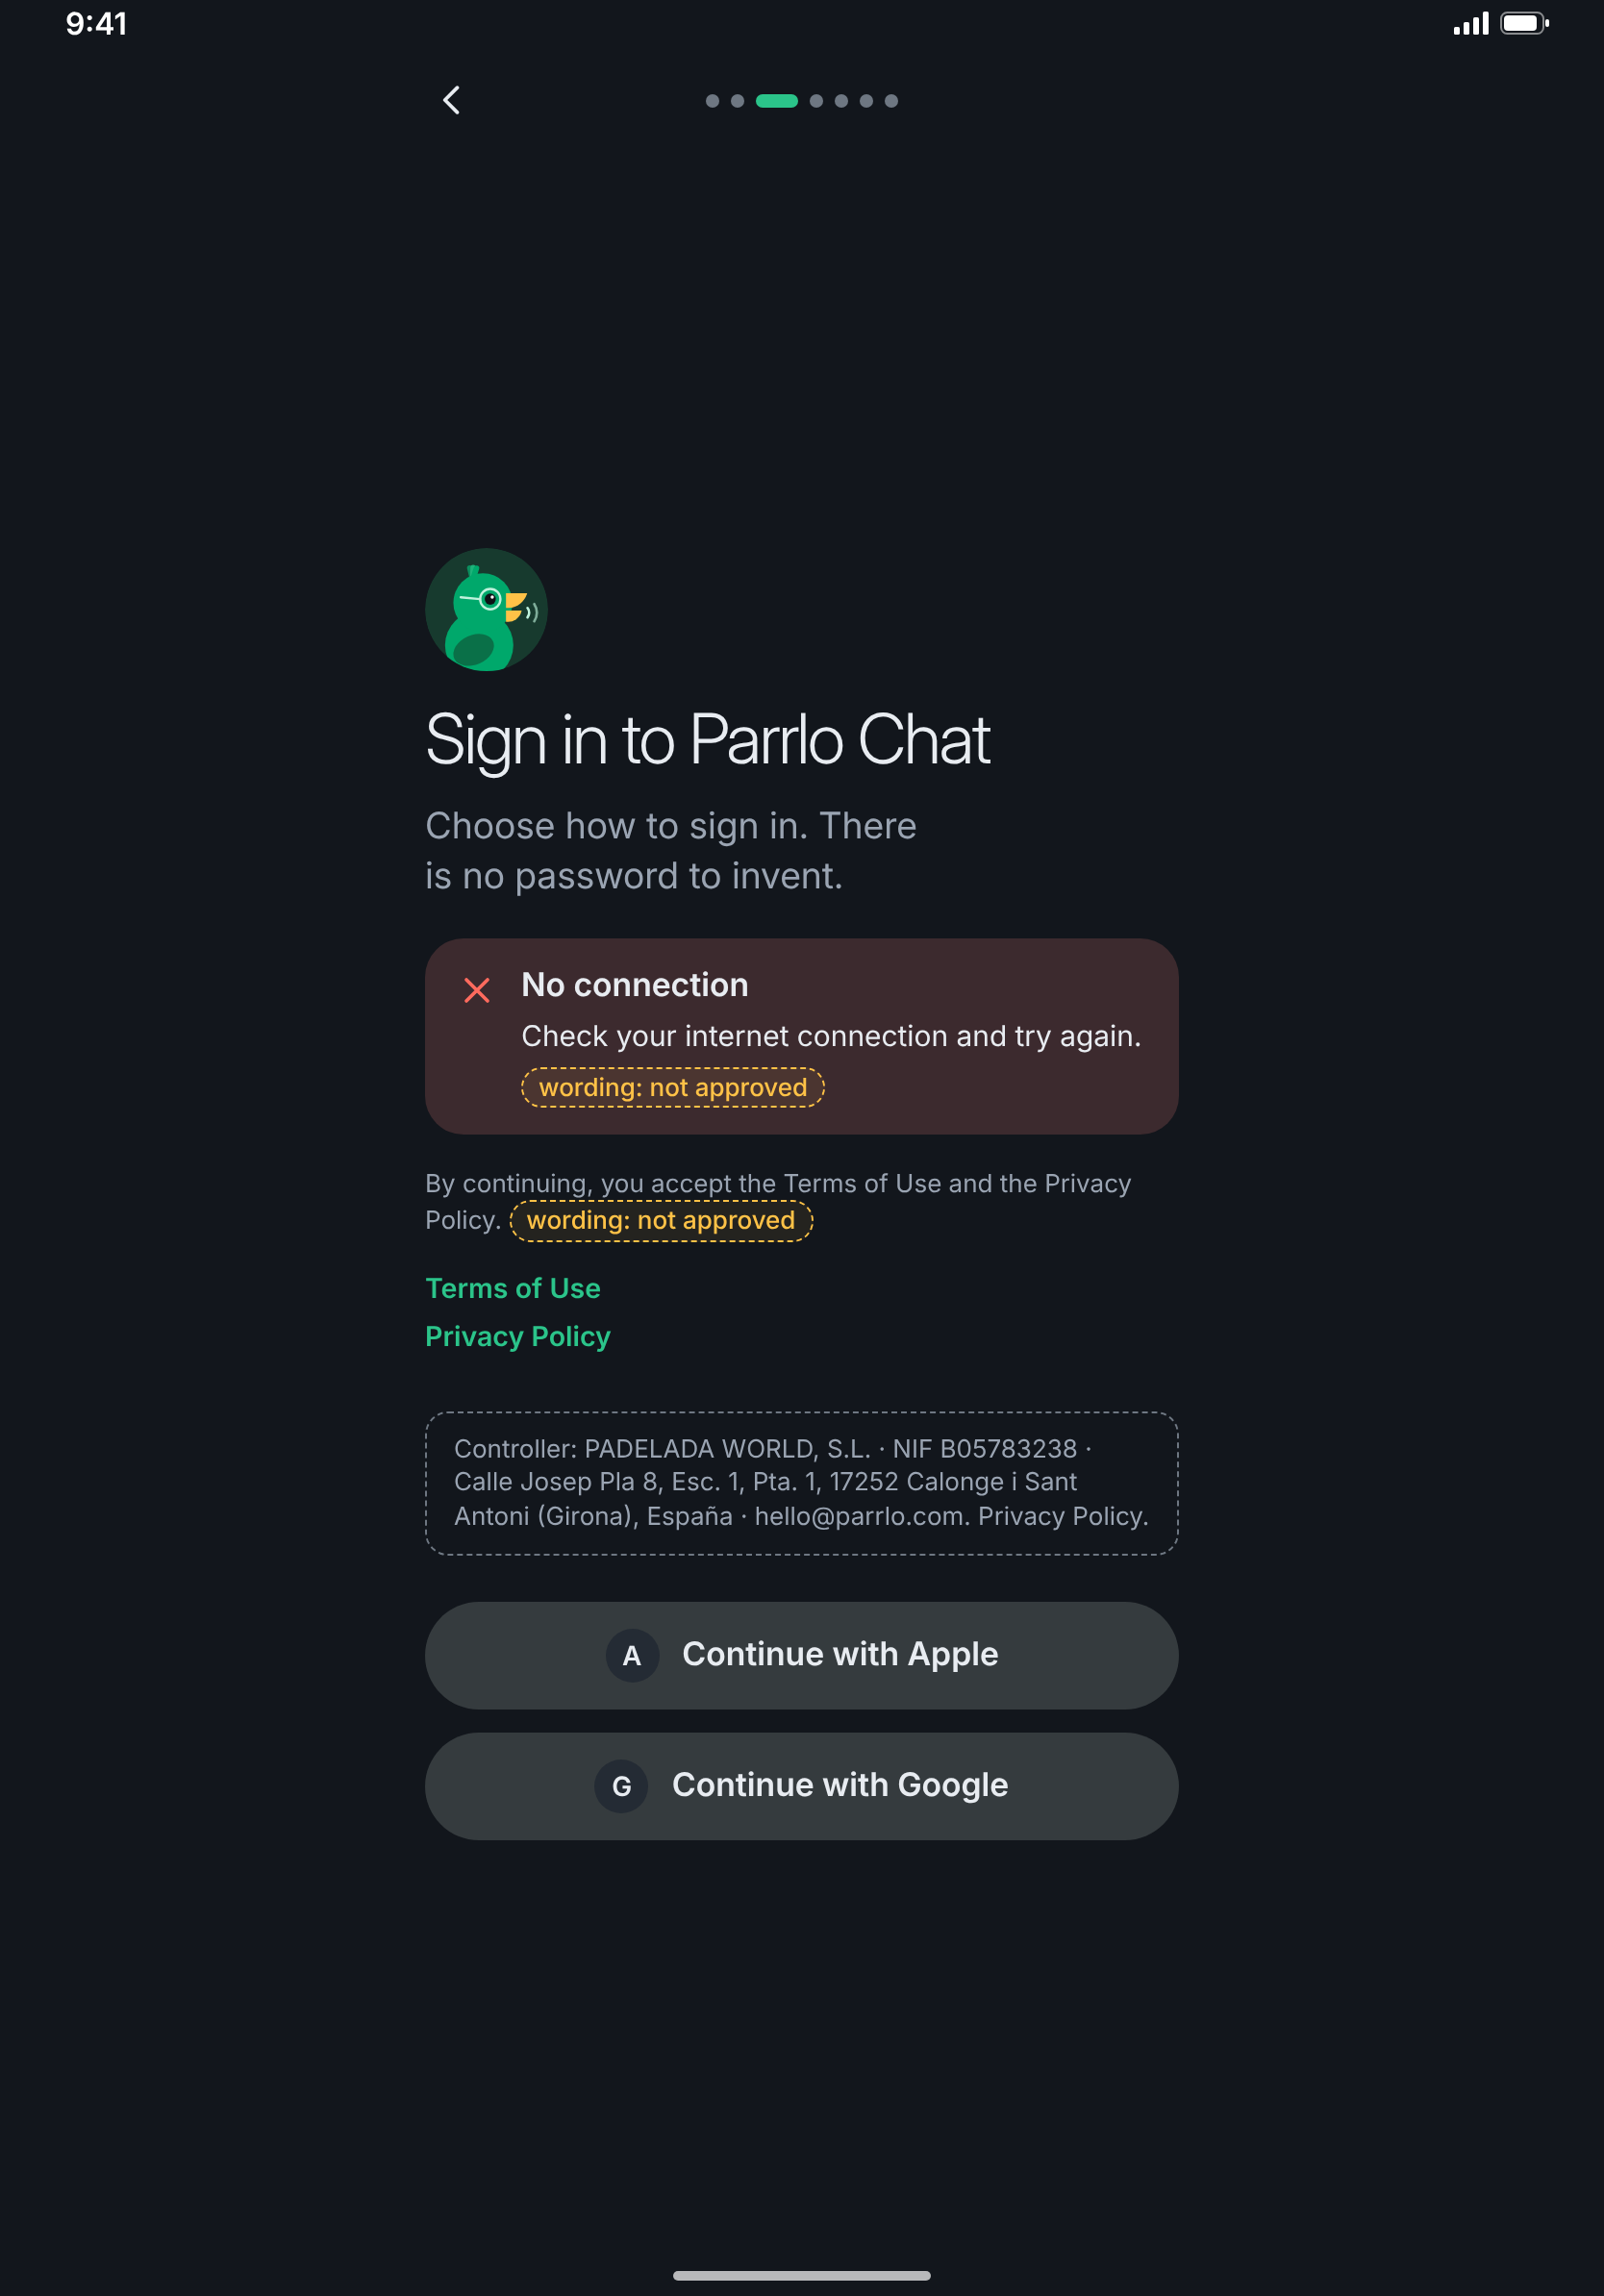 9:41
Sign in to Parrlo Chat
Choose how to sign in. There
is no password to invent.
No connection
Check your internet connection and try again.
wording: not approved
By continuing, you accept the Terms of Use and the Privacy
Policy. wording: not approved
Terms of Use
Privacy Policy
Controller: PADELADA WORLD, S.L. · NIF B05783238 ·
Calle Josep Pla 8, Esc. 1, Pta. 1, 17252 Calonge i Sant
Antoni (Girona), España · hello@parrlo.com. Privacy Policy.
A Continue with Apple
G Continue with Google